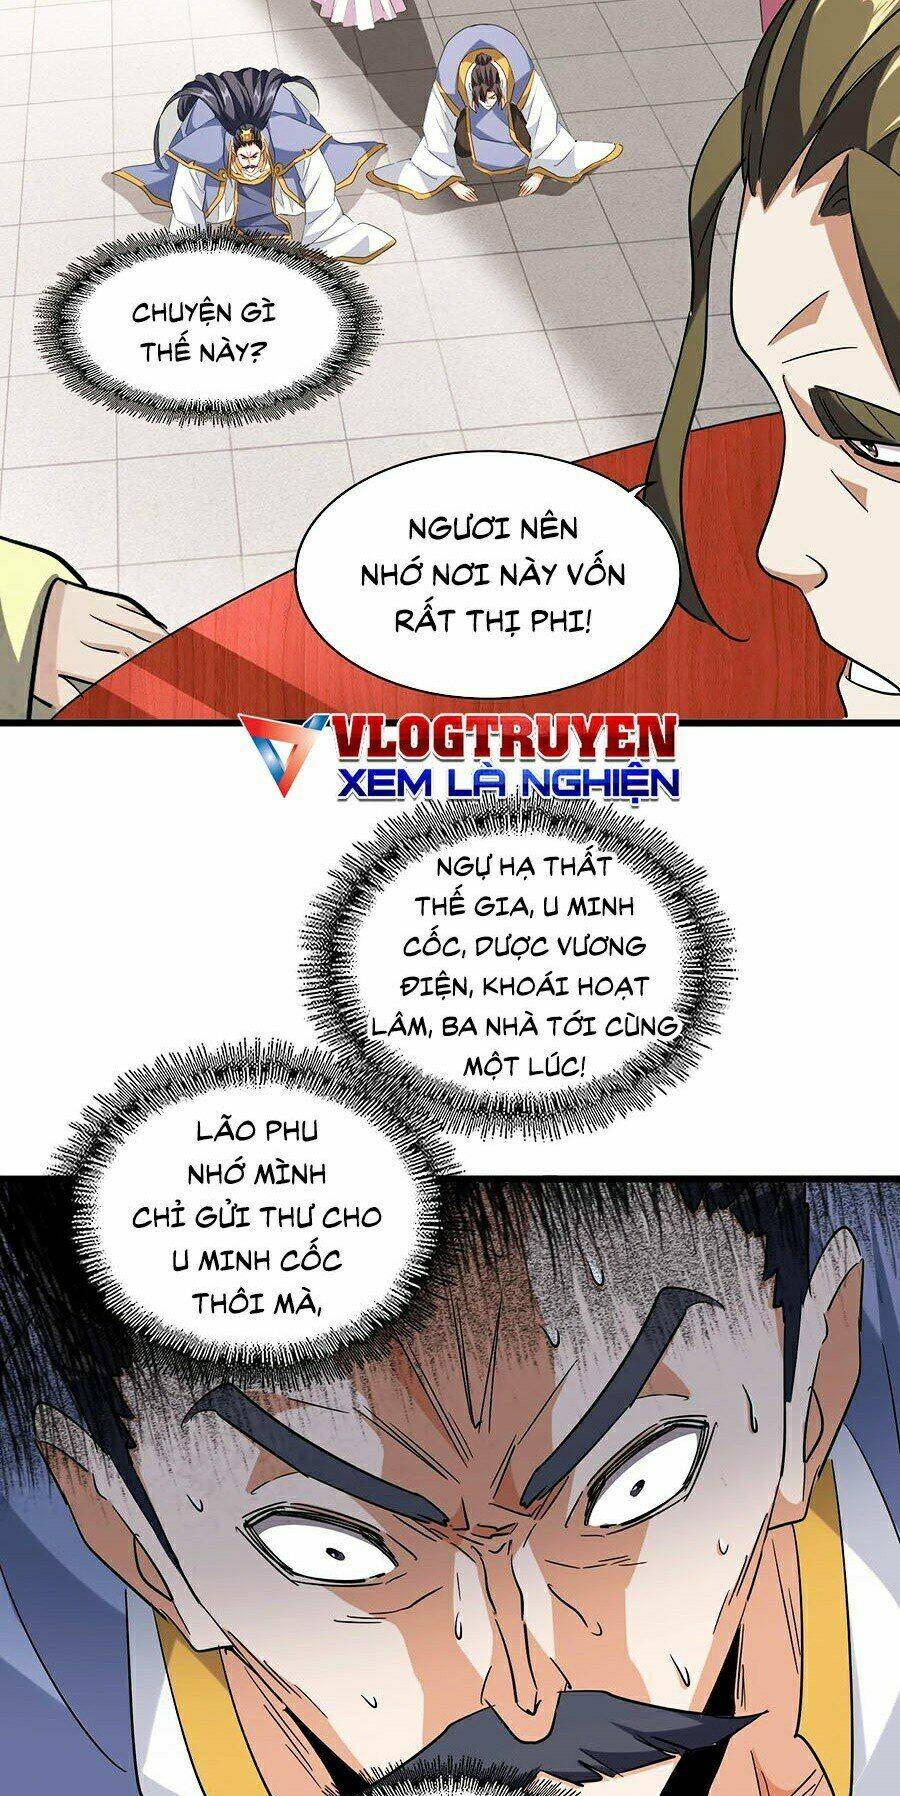 CHUYỆN GÌ
THẾ NÀY?
NGƯƠI NÊN
NHỚ NƠI NÀY VỐN
RẤT THỊ PHI!
VLOGTRUYEN
XEM LÀ NGHIỆN
NGỰ HẠ THẤT
THẾ GIA, U MINH
CỐC, DƯỢC VƯƠNG
ĐIỆN, KHOÁI HOẠT
LÂM, BA NHÀ TỚI CÙNG
MỘT LÚC!
LÃO PHU
NHỚ MÌNH
CHỈ GỬI THƯ CHO
U MINH CỐC
THÔI MÀ,